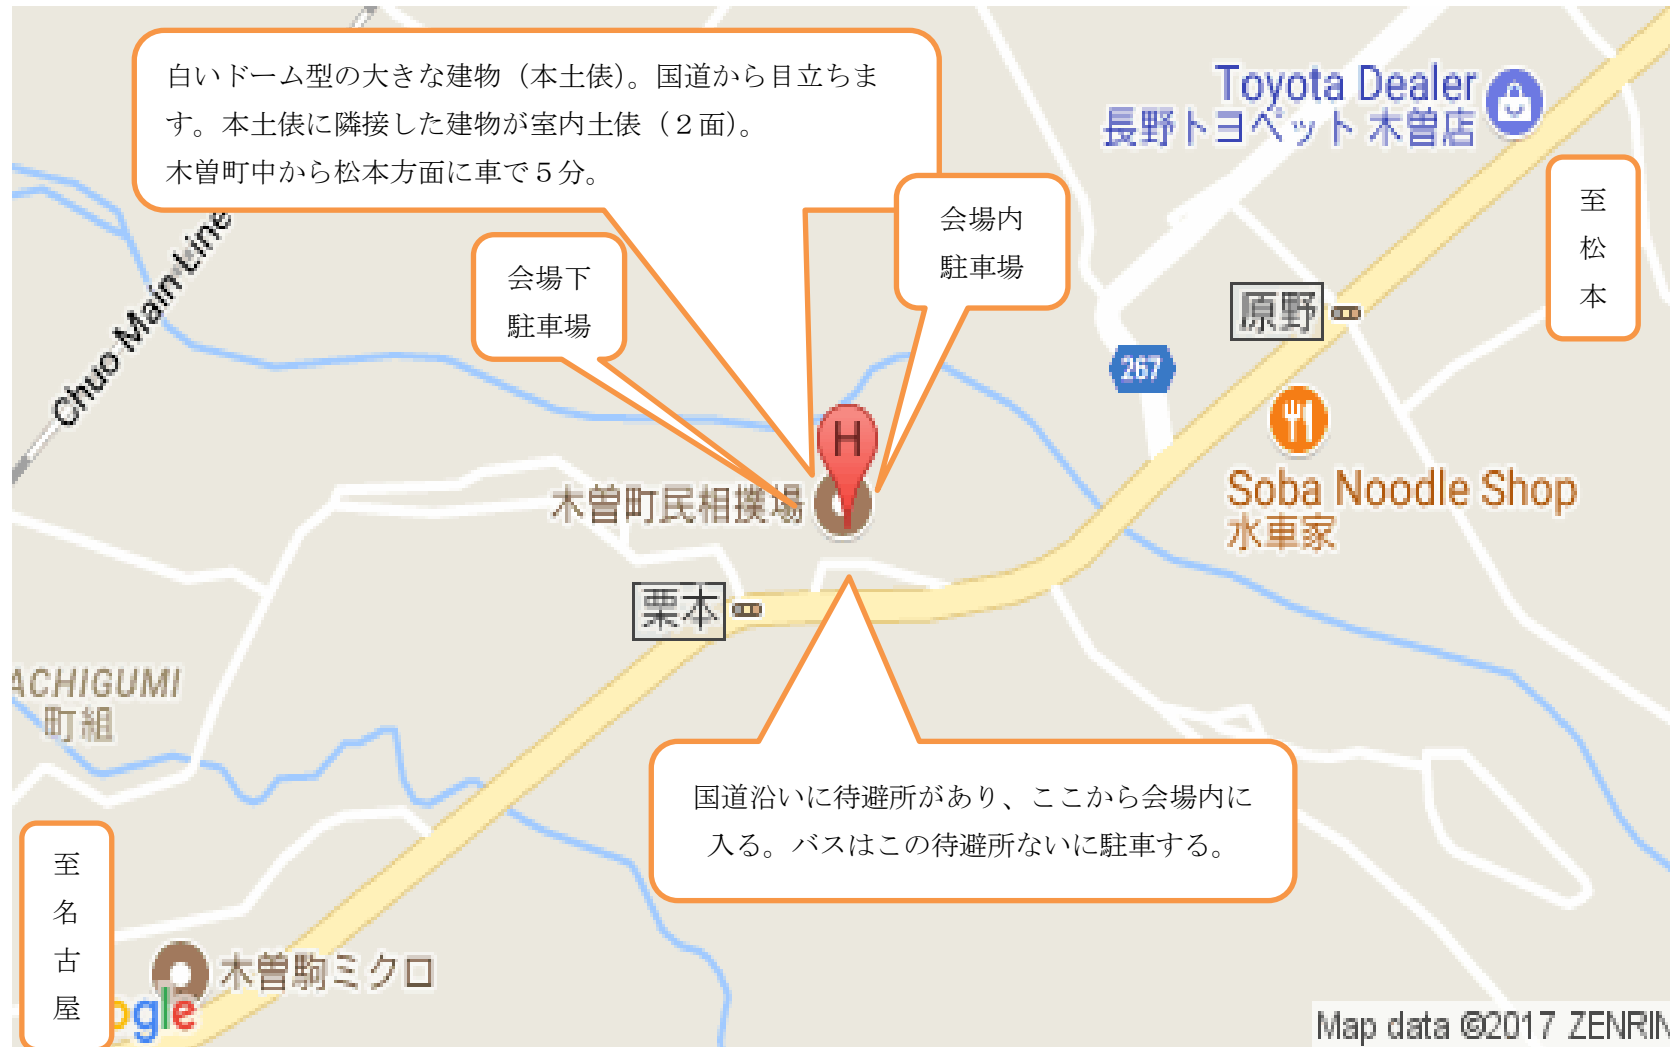 白いドーム型の大きな建物（本土俵）。国道から目立ちま
す。本土俵に隣接した建物が室内土俵（２面）。
木曽町中から松本方面に車で５分。
Toyota Dealer
長野トヨペット 木曽店
至
松
本
会場内
駐車場
会場下
駐車場
Chuo Main Line
原野
267
木曽町民相撲場
H
Soba Noodle Shop
水車家
栗本
ACHIGUMI
町組
国道沿いに待避所があり、ここから会場内に
入る。バスはこの待避所ないに駐車する。
至
名
古
屋
木曽駒ミクロ
ogle
Map data ©2017 ZENRIN